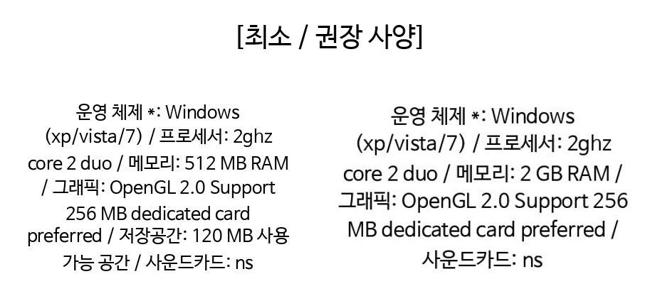 [최소 / 권장 사양]
운영 체제 *: Windows
(xp/vista/7) / 프로세서: 2ghz
core 2 duo / 메모리: 512 MB RAM
/ 그래픽: OpenGL 2.0 Support
256 MB dedicated card
preferred / 저장공간: 120 MB 사용
가능 공간 / 사운드카드: ns
운영 체제 *: Windows
(xp/vista/7) / 프로세서: 2ghz
core 2 duo / 메모리: 2 GB RAM /
그래픽: OpenGL 2.0 Support 256
MB dedicated card preferred /
사운드카드: ns